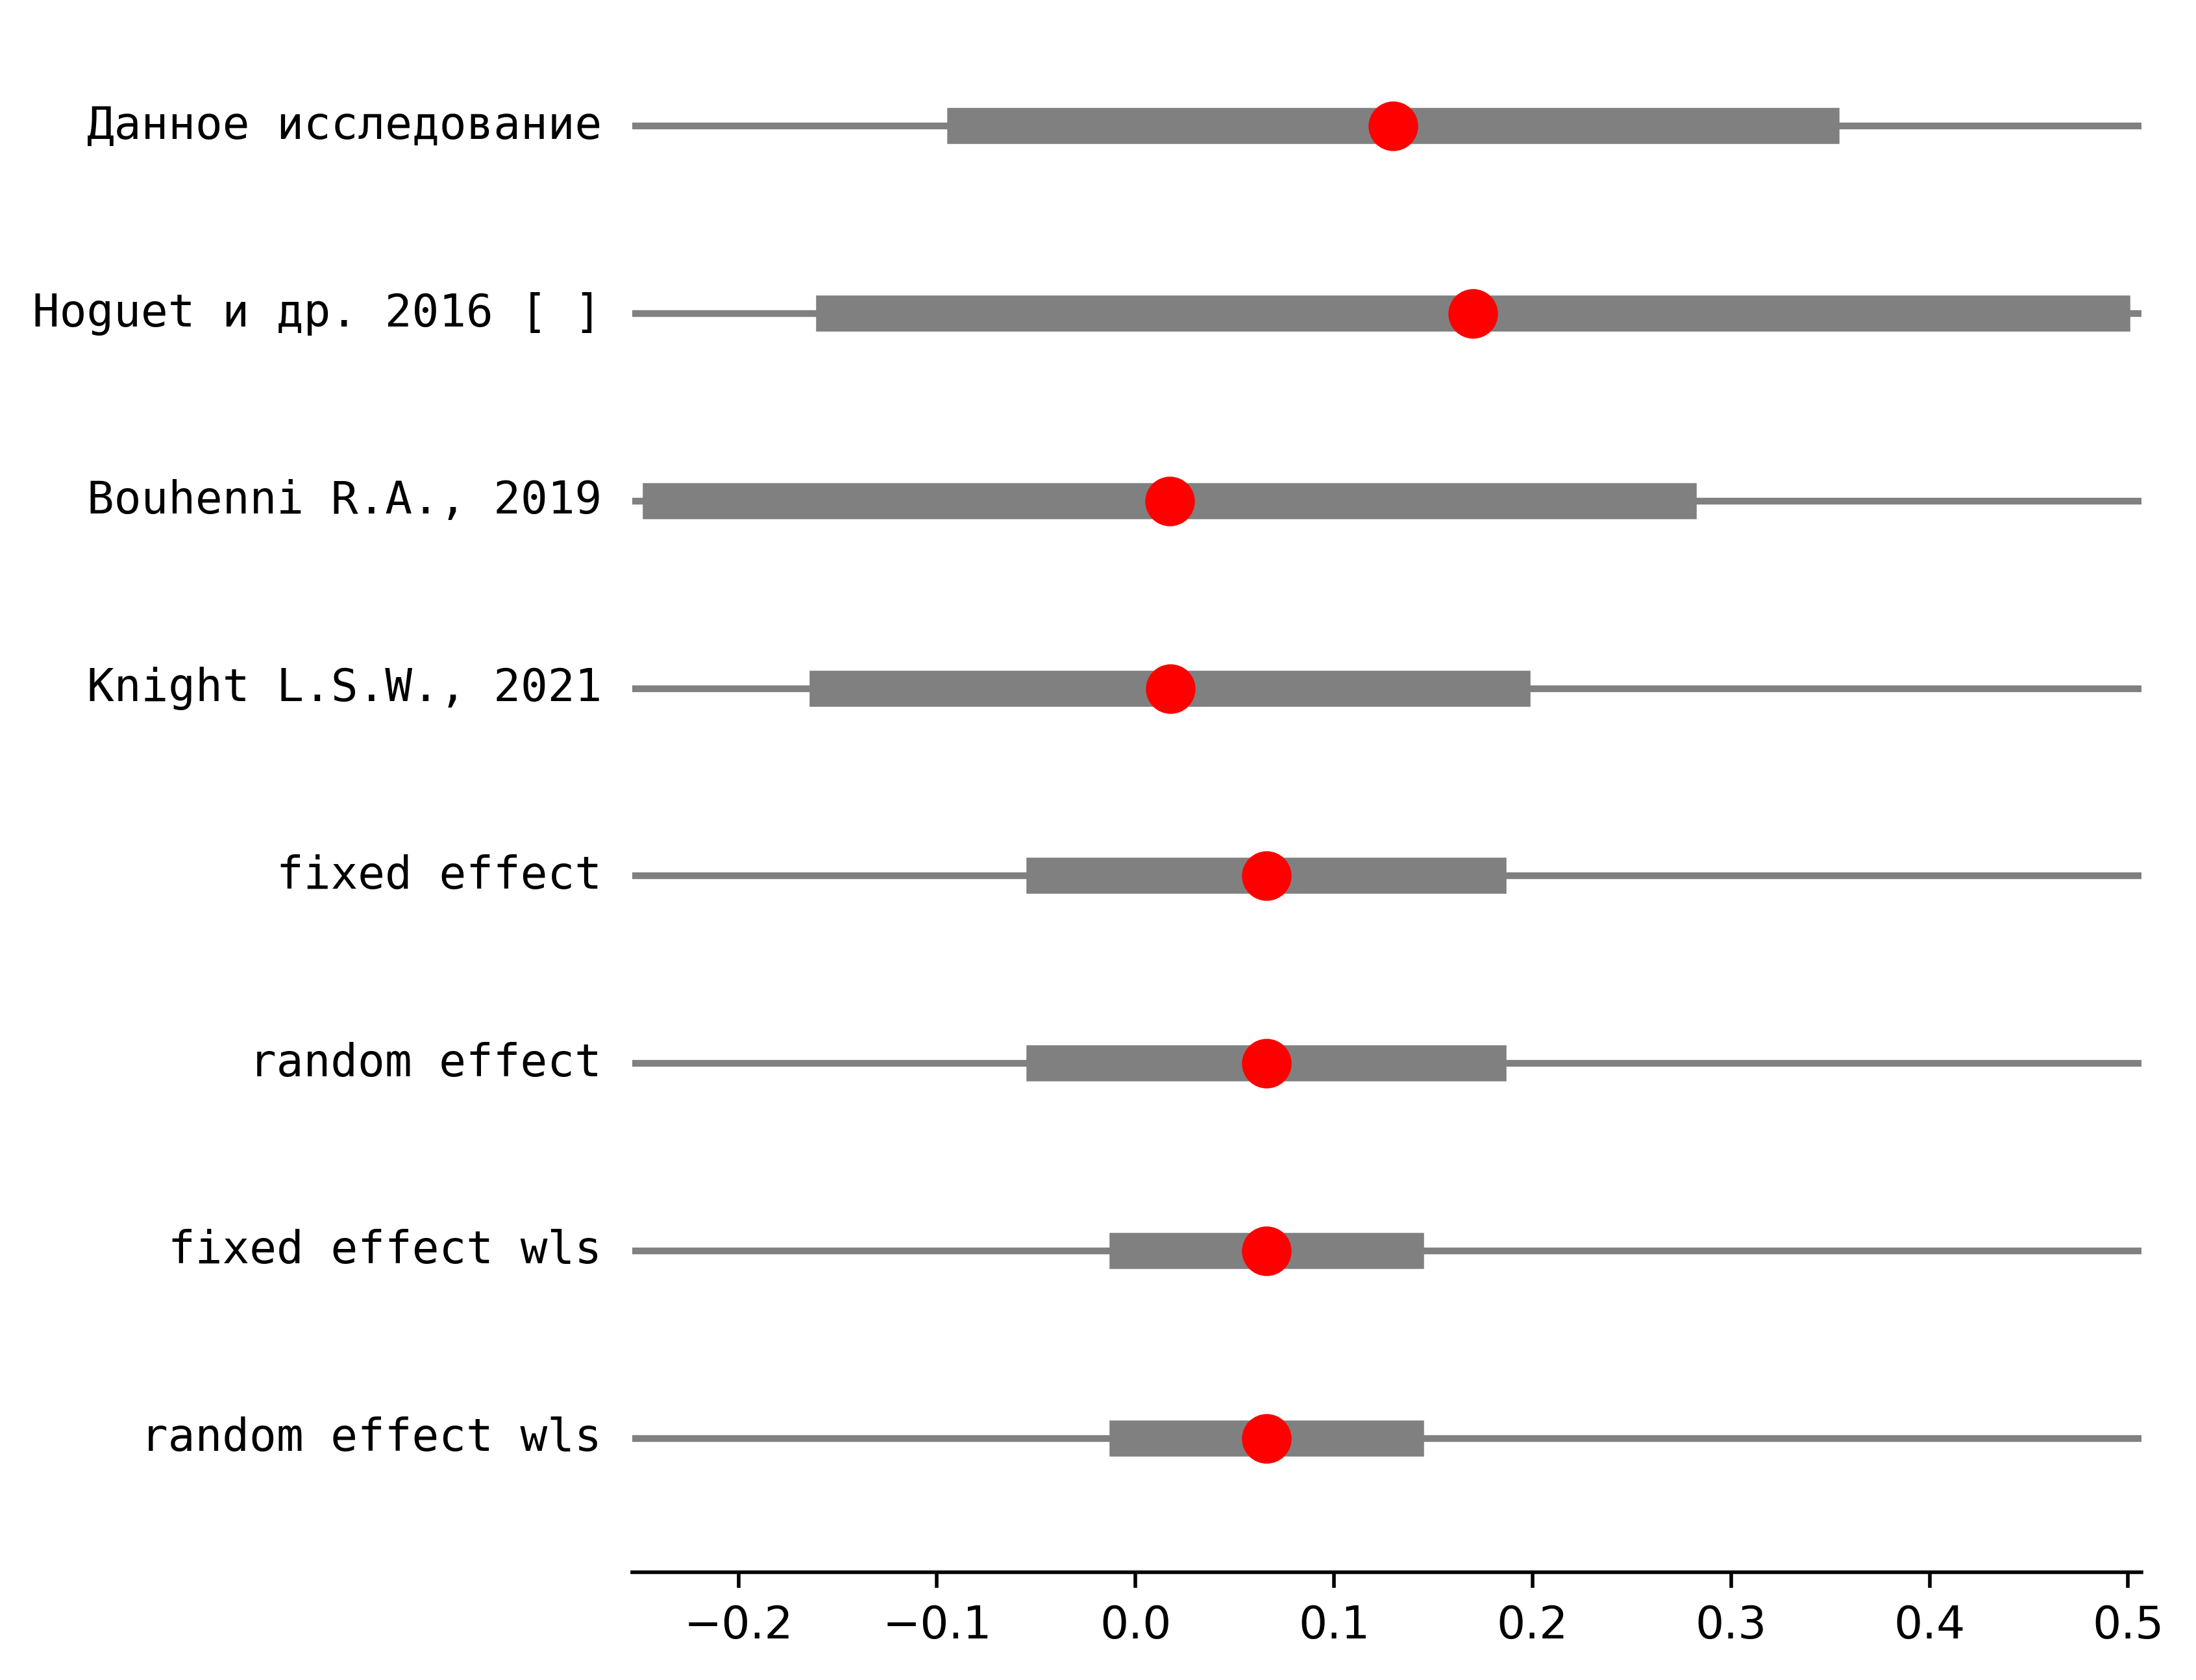 Данное исследование
Hoguet и др. 2016 [ ]
Bouhenni R.A., 2019
Knight L.S.W., 2021
fixed effect
random effect
fixed effect wls
random effect wls
−0.2 −0.1 0.0 0.1 0.2 0.3 0.4 0.5